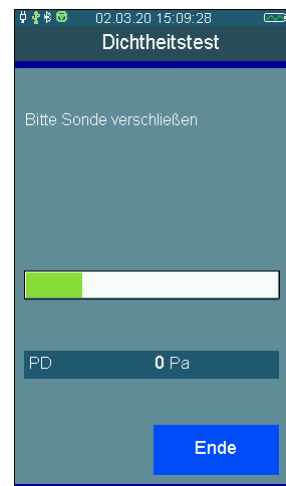 02.03.20 15:09:28
Dichtheitstest
Bitte Sonde verschließen
PD 0 Pa
Ende